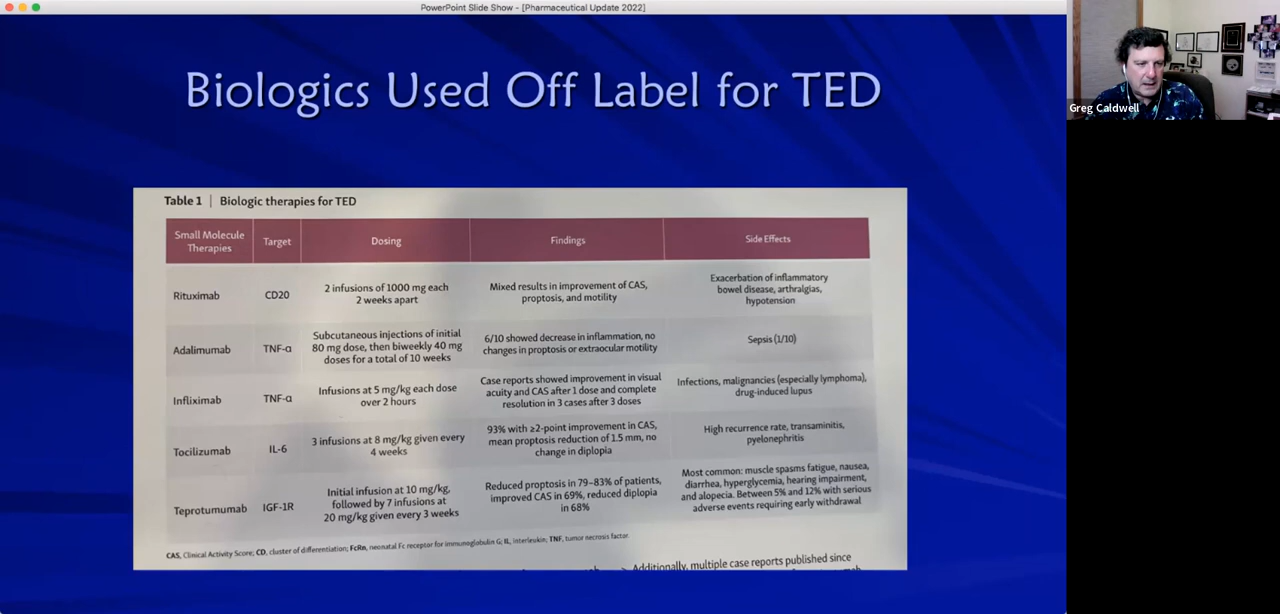 PowerPoint Slide Show - [Pharmaceutical Update 2022]
Biologics Used Off Label for TED
Greg Caldwell
Table 1 | Biologic therapies for TED
Small Molecule
Therapies
Target
Dosing
Findings
Side Effects
Rituximab
CD20
2 infusions of 1000 mg each
2 weeks apart
Mixed results in improvement of CAS,
proptosis, and motility
Exacerbation of inflammatory
bowel disease, arthralgias,
hypotension
Adalimumab
TNF-α
Subcutaneous injections of initial
80 mg dose, then biweekly 40 mg
doses for a total of 10 weeks
6/10 showed decrease in inflammation, no
changes in proptosis or extraocular motility
Sepsis (1/10)
Infliximab
TNF-α
Infusions at 5 mg/kg each dose
over 2 hours
Case reports showed improvement in visual
acuity and CAS after 1 dose and complete
resolution in 3 cases after 3 doses
Infections, malignancies (especially lymphoma),
drug-induced lupus
Tocilizumab
IL-6
3 infusions at 8 mg/kg given every
4 weeks
93% with ≥2-point improvement in CAS,
mean proptosis reduction of 1.5 mm, no
change in diplopia
High recurrence rate, transaminitis,
pyelonephritis
Teprotumumab
IGF-1R
Initial infusion at 10 mg/kg,
followed by 7 infusions at
20 mg/kg given every 3 weeks
Reduced proptosis in 79–83% of patients,
improved CAS in 69%, reduced diplopia
in 68%
Most common: muscle spasms fatigue, nausea,
diarrhea, hyperglycemia, hearing impairment,
and alopecia. Between 5% and 12% with serious
adverse events requiring early withdrawal
CAS, Clinical Activity Score; CD, cluster of differentiation; FcRn, neonatal Fc receptor for immunoglobulin G; IL, interleukin; TNF, tumor necrosis factor.
Additionally, multiple case reports published since